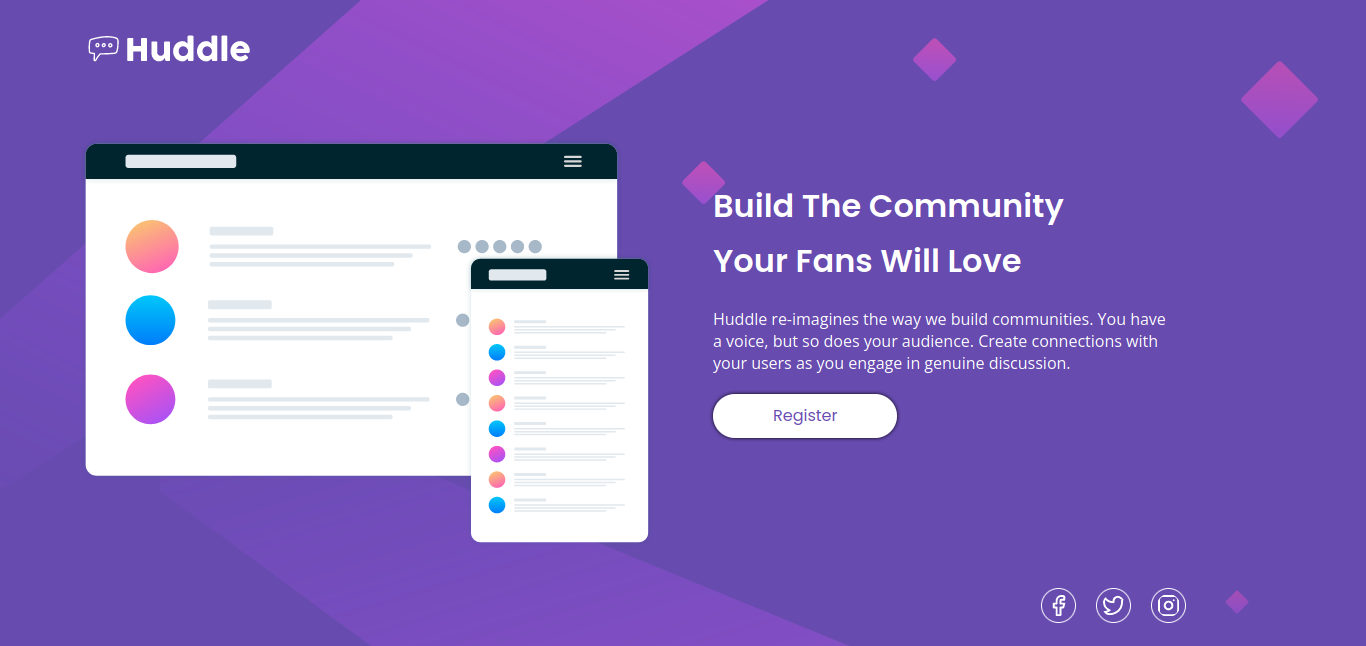 Huddle
Build The Community
Your Fans Will Love
Huddle re-imagines the way we build communities. You have
a voice, but so does your audience. Create connections with
your users as you engage in genuine discussion.
Register